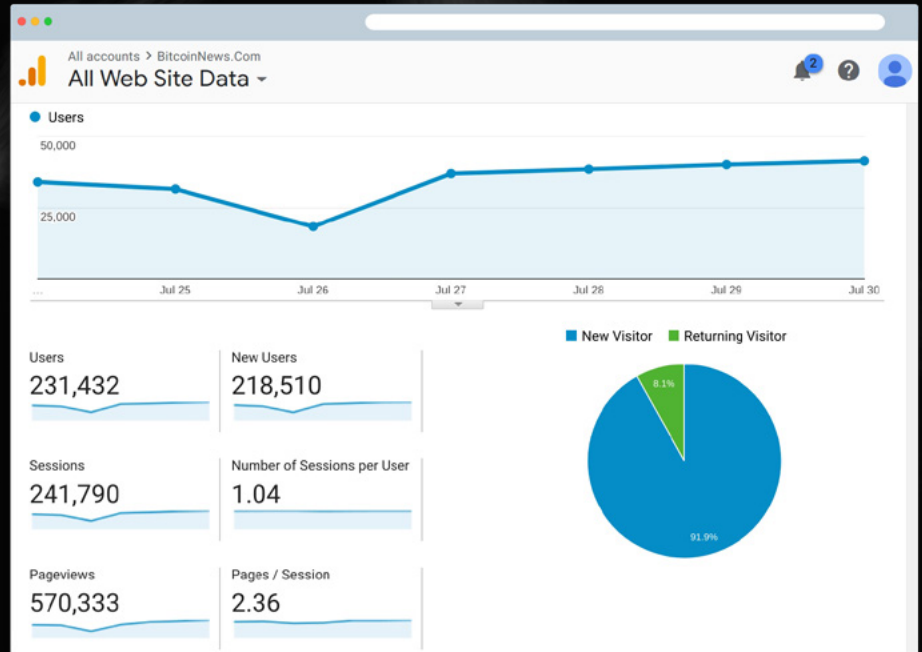 All accounts > BitcoinNews.Com
All Web Site Data
2
?
Users
50,000
25,000
...
Jul 25
Jul 26
Jul 27
Jul 28
Jul 29
Jul 30
New Visitor
Returning Visitor
Users
231,432
New Users
218,510
Sessions
241,790
Number of Sessions per User
1.04
Pageviews
570,333
Pages / Session
2.36
8.1%
91.9%